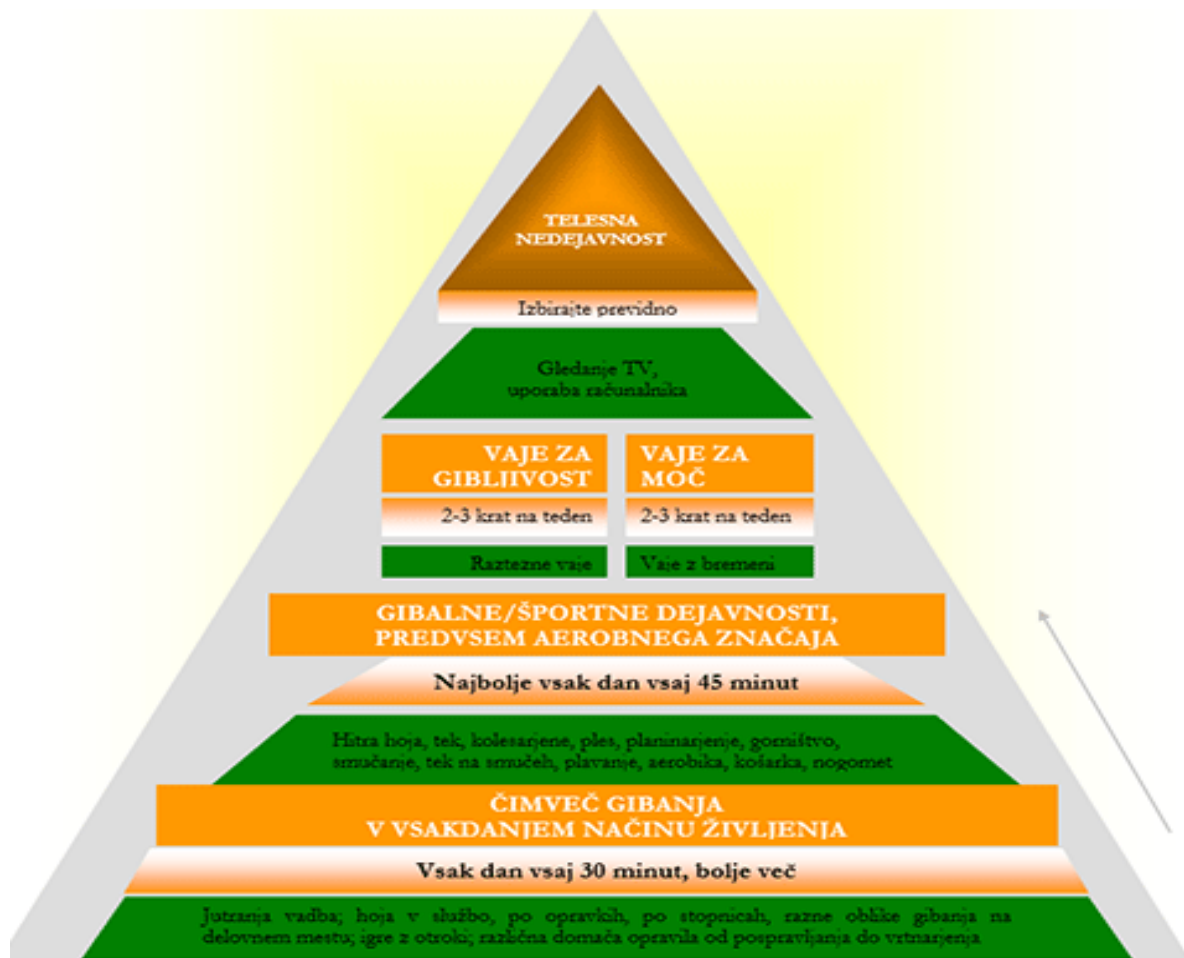 TELESNA
NEDEJAVNOST
Izbirajte previdno
Gledanje TV,
uporaba računalnika
VAJE ZA
GIBLJIVOST
VAJE ZA
MOČ
2-3 krat na teden
2-3 krat na teden
Raztezne vaje
Vaje z bremeni
GIBALNE/ŠPORTNE DEJAVNOSTI,
PREDVSEM AEROBNEGA ZNAČAJA
Najbolje vsak dan vsaj 45 minut
Hitra hoja, tek, kolesarjene, ples, planinarjenje, gorništvo,
smučanje, tek na smučeh, plavanje, aerobika, košarka, nogomet
ČIMVEČ GIBANJA
V VSAKDANJEM NAČINU ŽIVLJENJA
Vsak dan vsaj 30 minut, bolje več
Jutranja vadba; hoja v službo, po opravkih, po stopnicah, razne oblike gibanja na
delovnem mestu; igre z otroki; različna domača opravila od pospravljanja do vrtnarjenja